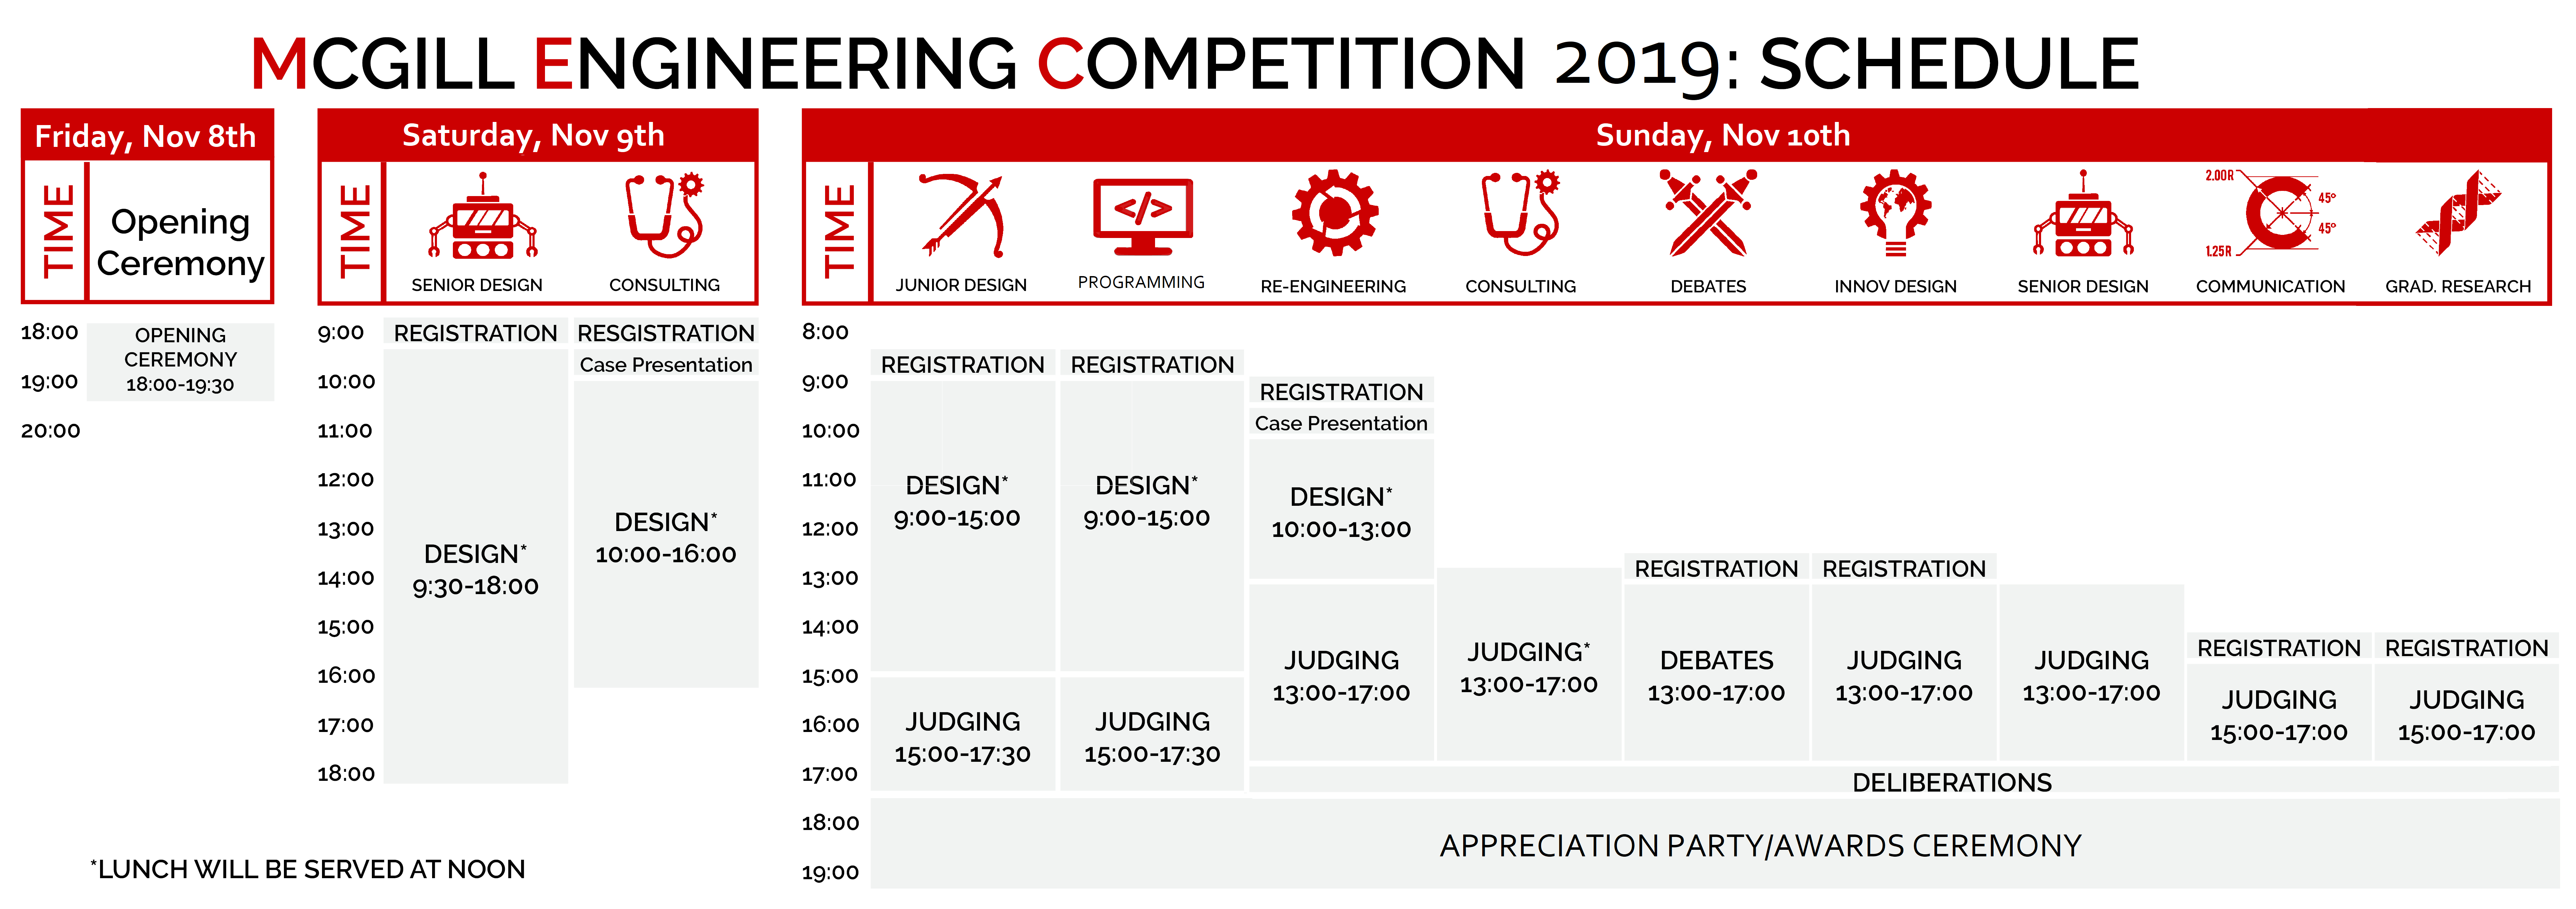 MCGILL ENGINEERING COMPETITION 2019: SCHEDULE
Friday, Nov 8th
TIME
Opening
Ceremony
18:00
OPENING
CEREMONY
18:00-19:30
19:00
20:00
Saturday, Nov 9th
TIME
SENIOR DESIGN
CONSULTING
9:00
10:00
11:00
12:00
13:00
14:00
15:00
16:00
17:00
18:00
REGISTRATION
DESIGN*
9:30-18:00
RESGISTRATION
Case Presentation
DESIGN*
10:00-16:00
*LUNCH WILL BE SERVED AT NOON
Sunday, Nov 10th
TIME
JUNIOR DESIGN
PROGRAMMING
</>
RE-ENGINEERING
CONSULTING
DEBATES
INNOV DESIGN
SENIOR DESIGN
2.00R
45°
45°
1.25R
COMMUNICATION
GRAD. RESEARCH
8:00
9:00
10:00
11:00
12:00
13:00
14:00
15:00
16:00
17:00
18:00
19:00
REGISTRATION
DESIGN*
9:00-15:00
JUDGING
15:00-17:30
REGISTRATION
DESIGN*
9:00-15:00
JUDGING
15:00-17:30
REGISTRATION
Case Presentation
DESIGN*
10:00-13:00
JUDGING
13:00-17:00
JUDGING*
13:00-17:00
REGISTRATION
DEBATES
13:00-17:00
REGISTRATION
JUDGING
13:00-17:00
JUDGING
13:00-17:00
REGISTRATION
JUDGING
15:00-17:00
REGISTRATION
JUDGING
15:00-17:00
DELIBERATIONS
APPRECIATION PARTY/AWARDS CEREMONY